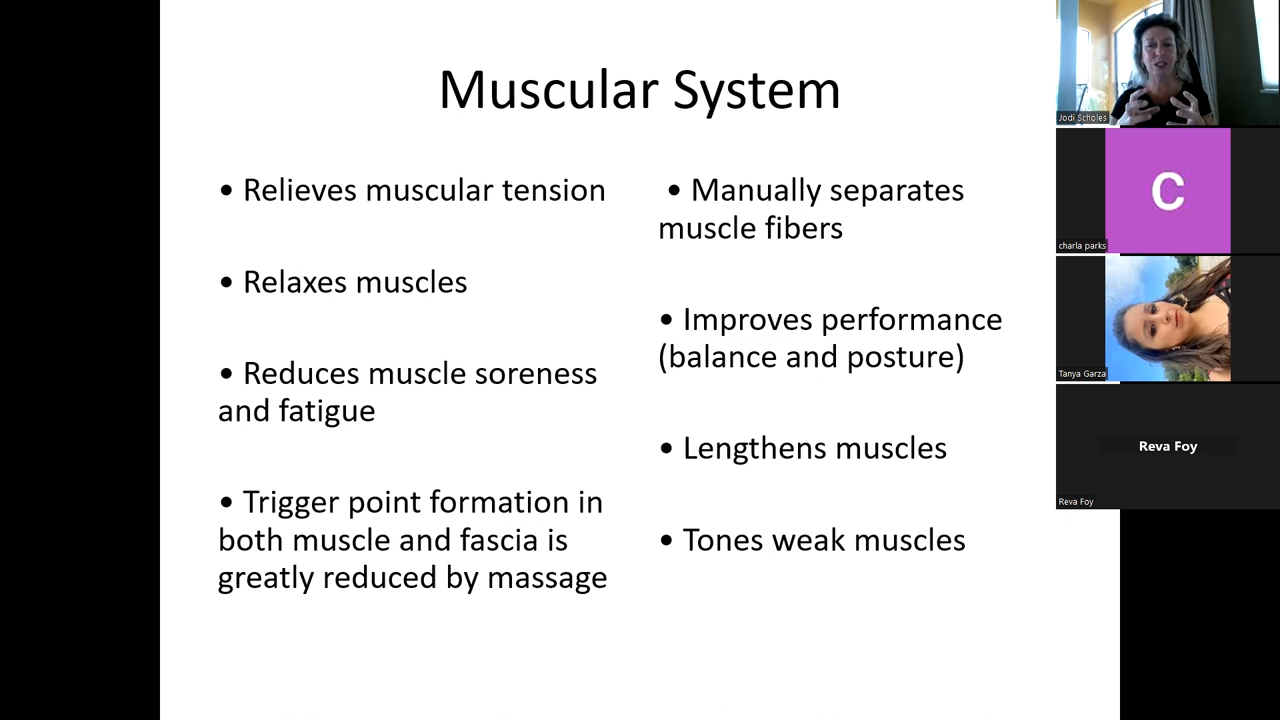 Muscular System
• Relieves muscular tension
• Relaxes muscles
• Reduces muscle soreness
and fatigue
• Trigger point formation in
both muscle and fascia is
greatly reduced by massage
• Manually separates
muscle fibers
• Improves performance
(balance and posture)
• Lengthens muscles
• Tones weak muscles
Jodi Scholes
C
charla parks
Tanya Garza
Reva Foy
Reva Foy